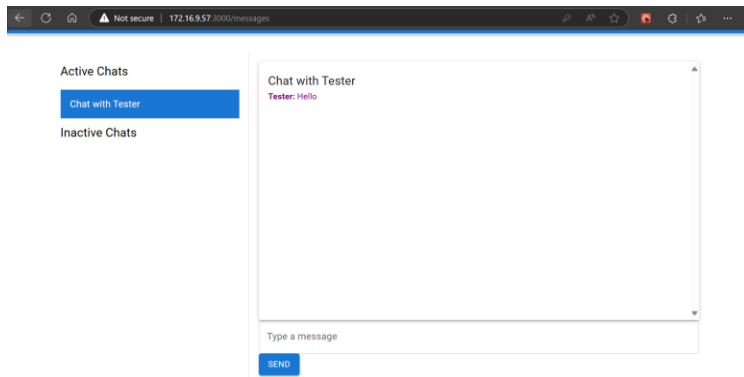 Not secure | 172.16.9.57:3000/messages
Active Chats
Chat with Tester
Inactive Chats
Chat with Tester
Tester: Hello
Type a message
SEND